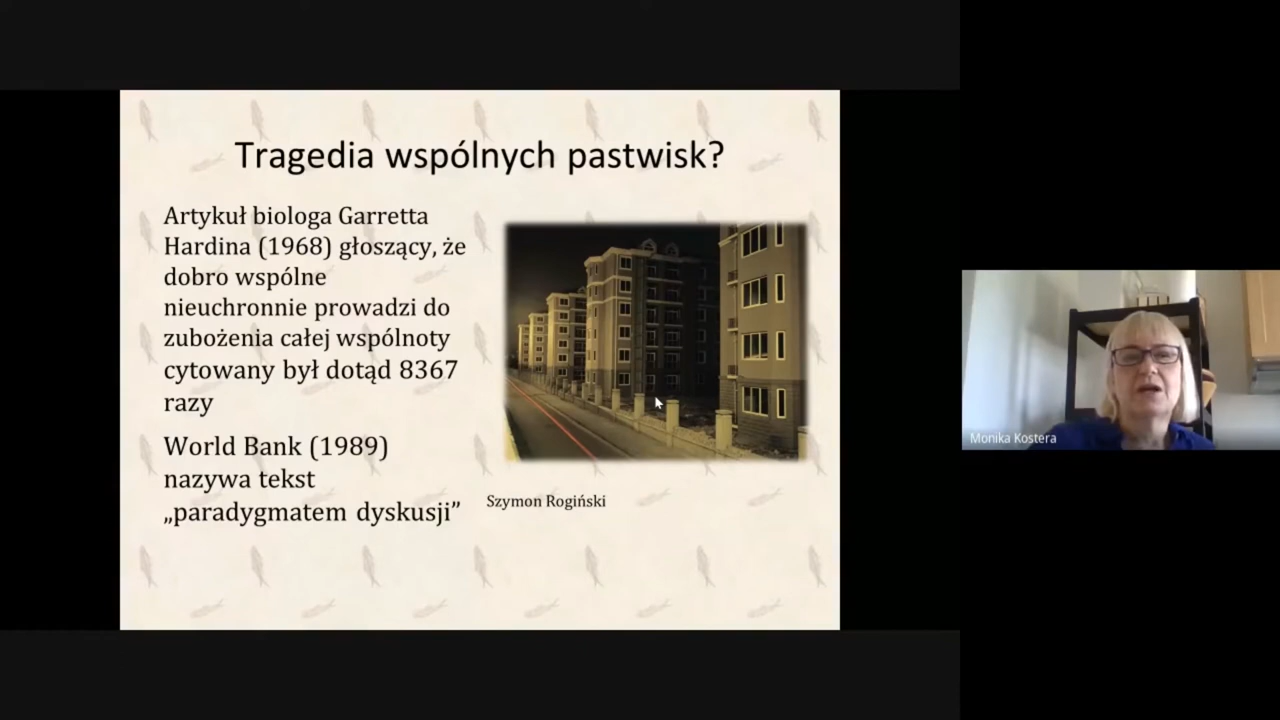 Tragedia wspólnych pastwisk?
Artykuł biologa Garretta
Hardina (1968) głoszący, że
dobro wspólne
nieuchronnie prowadzi do
zubożenia całej wspólnoty
cytowany był dotąd 8367
razy
World Bank (1989)
nazywa tekst
„paradygmatem dyskusji”
Szymon Rogiński
Monika Kostera